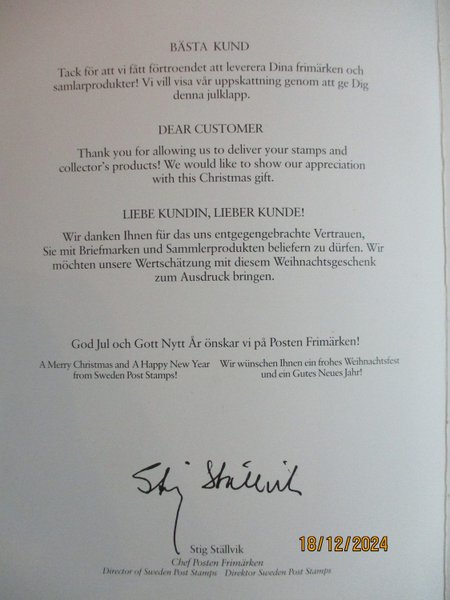 BÄSTA KUND
Tack för att vi fått förtroendet att leverera Dina frimärken och
samlarprodukter! Vi vill visa vår uppskattning genom att ge Dig
denna julklapp.
DEAR CUSTOMER
Thank you for allowing us to deliver your stamps and
collector's products! We would like to show our appreciation
with this Christmas gift.
LIEBE KUNDIN, LIEBER KUNDE!
Wir danken Ihnen für das uns entgegengebrachte Vertrauen,
Sie mit Briefmarken und Sammlerprodukten beliefern zu dürfen. Wir
möchten unsere Wertschätzung mit diesem Weihnachtsgeschenk
zum Ausdruck bringen.
God Jul och Gott Nytt År önskar vi på Posten Frimärken!
A Merry Christmas and A Happy New Year
from Sweden Post Stamps!
Wir wünschen Ihnen ein frohes Weihnachtsfest
und ein Gutes Neues Jahr!
Stig Ställvik
Stig Ställvik
Chef Posten Frimärken
Director of Sweden Post Stamps Direktor Sweden Post Stamps
18/12/2024